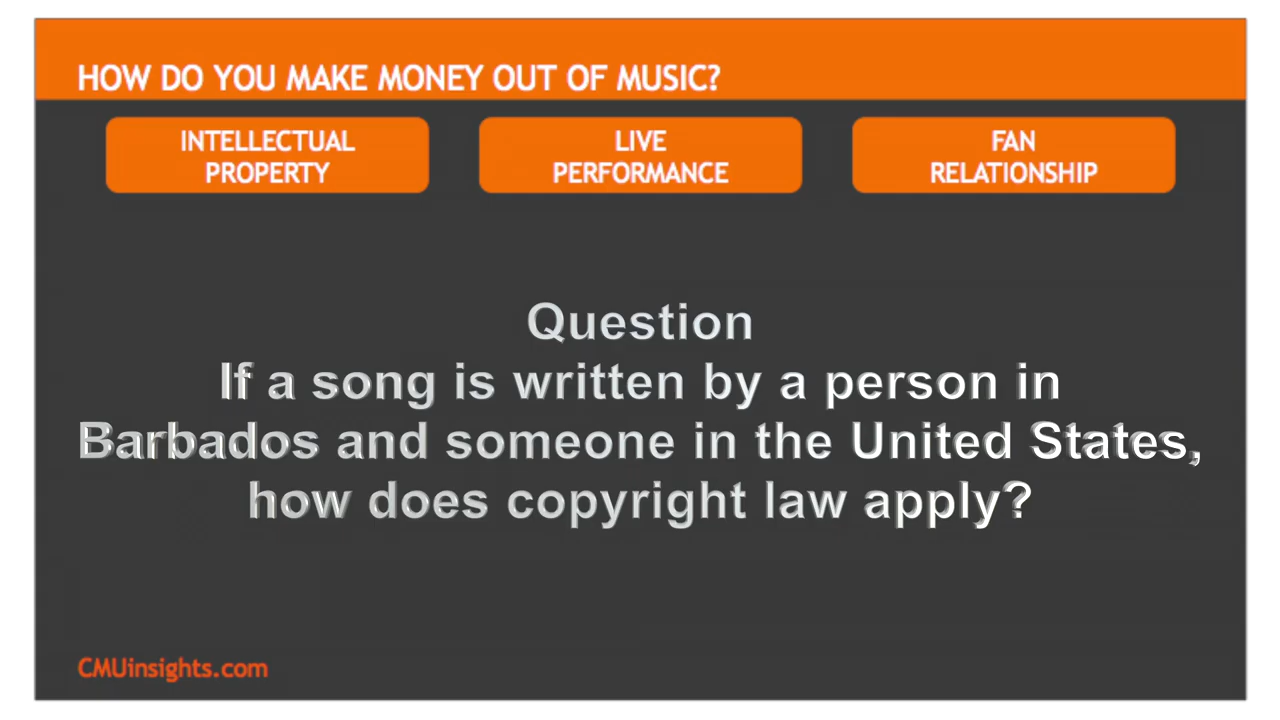 HOW DO YOU MAKE MONEY OUT OF MUSIC?
INTELLECTUAL
PROPERTY
LIVE
PERFORMANCE
FAN
RELATIONSHIP
Question
If a song is written by a person in
Barbados and someone in the United States,
how does copyright law apply?
CMUinsights.com